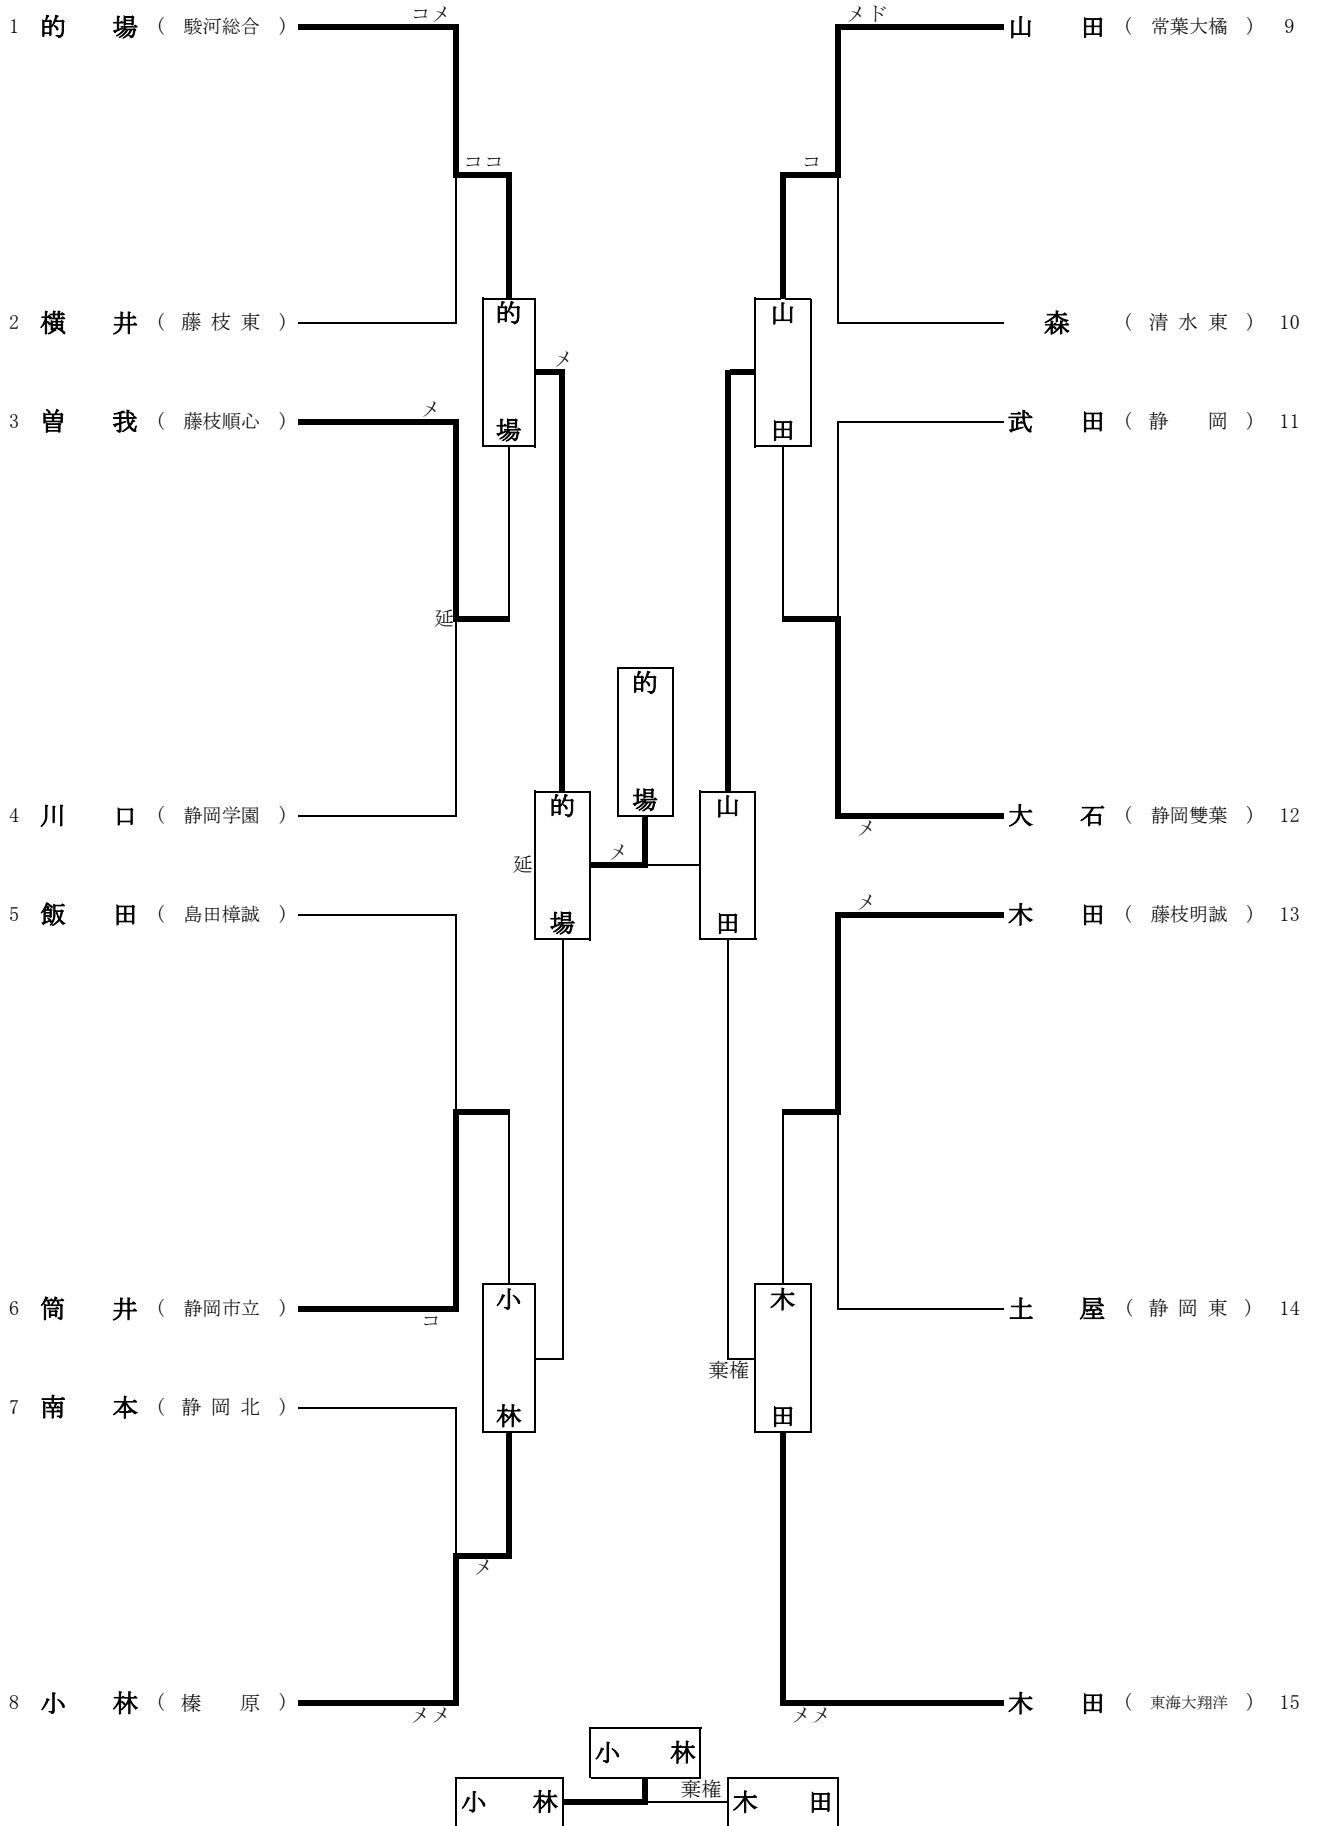 コメ
メド
1 的 場 ( 駿河総合 )
山 田 ( 常葉大橘 ) 9
ココ
コ
2 横 井 ( 藤 枝 東 )
的場
山田
森 ( 清 水 東 ) 10
メ
メ
3 曽 我 ( 藤枝順心 )
武 田 ( 静 岡 ) 11
延
的場
4 川 口 ( 静岡学園 )
的場
山田
大 石 ( 静岡雙葉 ) 12
メ
延
メ
5 飯 田 ( 島田樟誠 )
メ
木 田 ( 藤枝明誠 ) 13
6 筒 井 ( 静岡市立 )
コ
小林
木田
土 屋 ( 静 岡 東 ) 14
棄権
7 南 本 ( 静 岡 北 )
メ
8 小 林 ( 榛 原 )
木 田 ( 東海大翔洋 ) 15
メメ
メメ
小 林
棄権
小 林
木 田